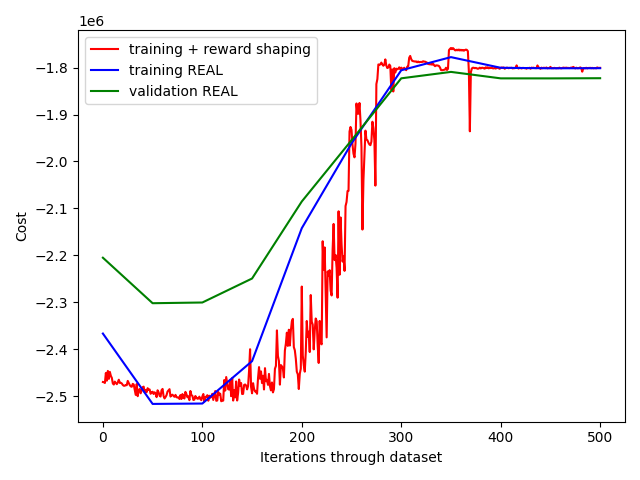 1e6
training + reward shaping
training REAL
validation REAL
−1.8
−1.9
−2.0
−2.1
−2.2
−2.3
−2.4
−2.5
Cost
0 100 200 300 400 500
Iterations through dataset